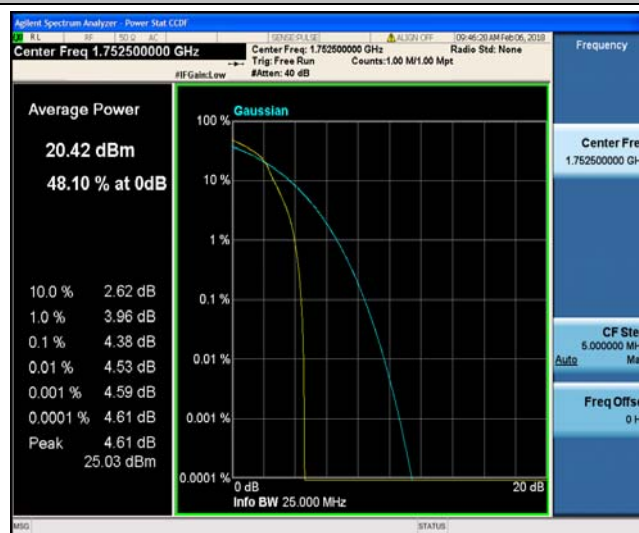 Agilent Spectrum Analyzer - Power Stat CCDF
RL RF 50 Ω AC SENSE:PULSE ALIGN OFF 09:46:20 AM Feb 06, 2018
Center Freq 1.752500000 GHz
Center Freq: 1.752500000 GHz Radio Std: None
Trig: Free Run Counts:1.00 M/1.00 Mpt
#IFGain:Low #Atten: 40 dB
Frequency
Average Power
20.42 dBm
48.10 % at 0dB
10.0 % 2.62 dB
1.0 % 3.96 dB
0.1 % 4.38 dB
0.01 % 4.53 dB
0.001 % 4.59 dB
0.0001 % 4.61 dB
Peak 4.61 dB
25.03 dBm
Gaussian
100 %
10 %
1 %
0.1 %
0.01 %
0.001 %
0.0001 %
0 dB 20 dB
Info BW 25.000 MHz
Center Fre
1.752500000 GH
CF Ste
5.000000 MH
Auto Ma
Freq Offse
0 H
MSG STATUS